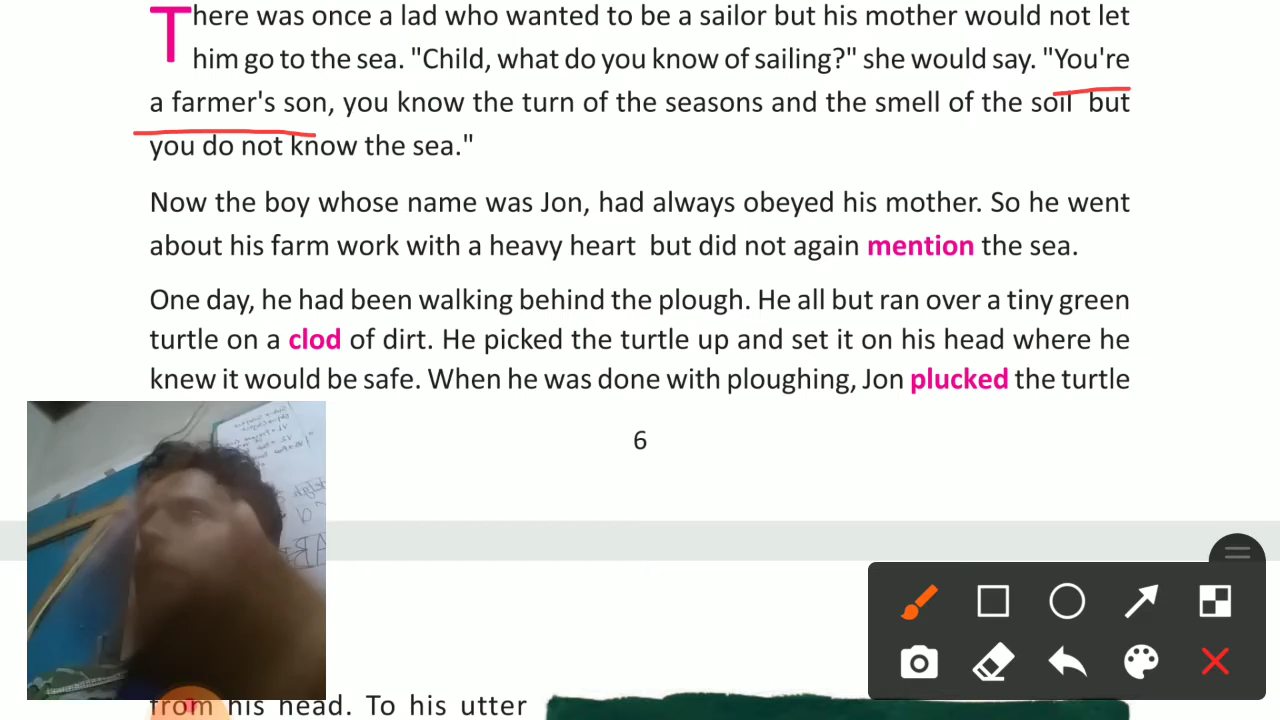 There was once a lad who wanted to be a sailor but his mother would not let
him go to the sea. "Child, what do you know of sailing?" she would say. "You're
a farmer's son, you know the turn of the seasons and the smell of the soil but
you do not know the sea."
Now the boy whose name was Jon, had always obeyed his mother. So he went
about his farm work with a heavy heart but did not again mention the sea.
One day, he had been walking behind the plough. He all but ran over a tiny green
turtle on a clod of dirt. He picked the turtle up and set it on his head where he
knew it would be safe. When he was done with ploughing, Jon plucked the turtle
6
from his head. To his utter